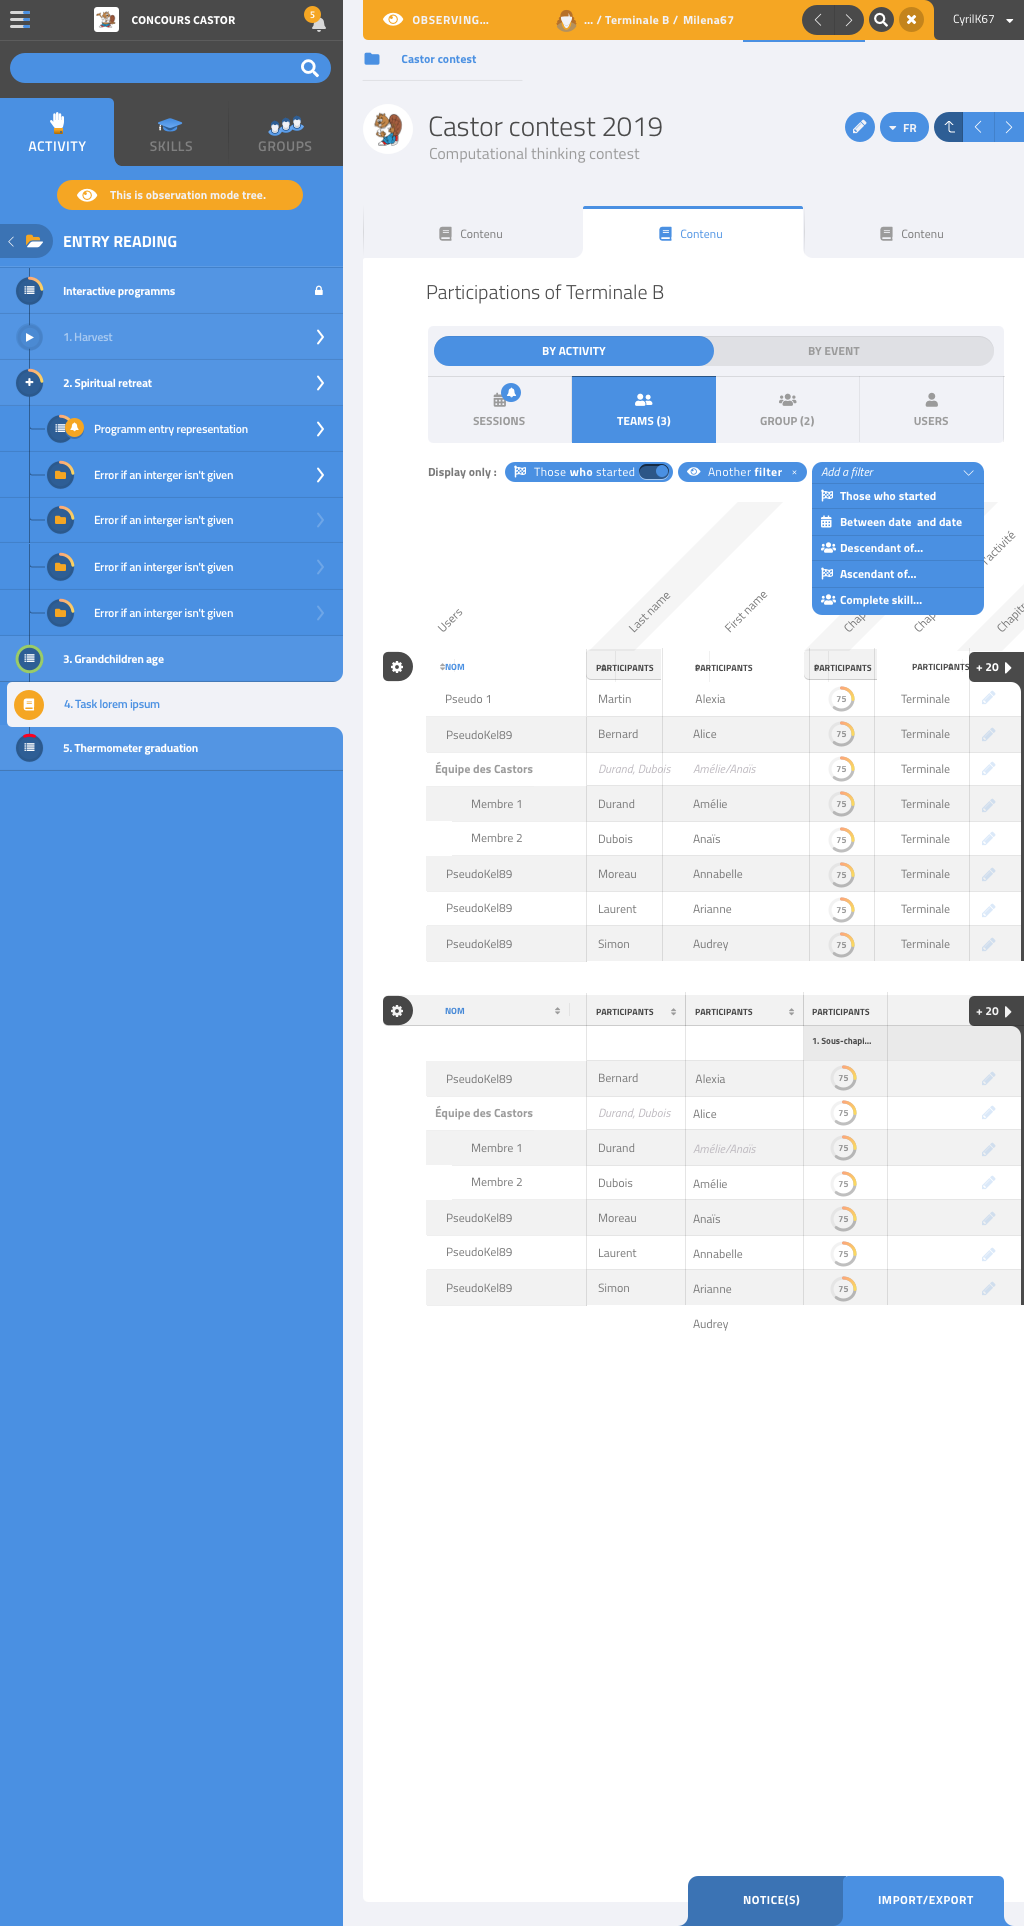 CONCOURS CASTOR
5
OBSERVING...
... / Terminale B / Milena67
CyrilK67
Castor contest
ACTIVITY
SKILLS
GROUPS
Castor contest 2019
Computational thinking contest
FR
This is observation mode tree.
ENTRY READING
Interactive programms
1. Harvest
2. Spiritual retreat
Programm entry representation
Error if an interger isn't given
Error if an interger isn't given
Error if an interger isn't given
Error if an interger isn't given
3. Grandchildren age
4. Task lorem ipsum
5. Thermometer graduation
Contenu
Contenu
Contenu
Participations of Terminale B
BY ACTIVITY
BY EVENT
SESSIONS
TEAMS (3)
GROUP (2)
USERS
Display only :
Those who started
Another filter ×
Add a filter
Those who started
Between date and date
Descendant of...
Ascendant of...
Complete skill...
Users
Last name
First name
NOM PARTICIPANTS PARTICIPANTS PARTICIPANTS PARTICIPANTS + 20
Pseudo 1 Martin Alexia 75 Terminale
PseudoKel89 Bernard Alice 75 Terminale
Équipe des Castors Durand, Dubois Amélie/Anaïs 75 Terminale
Membre 1 Durand Amélie 75 Terminale
Membre 2 Dubois Anaïs 75 Terminale
PseudoKel89 Moreau Annabelle 75 Terminale
PseudoKel89 Laurent Arianne 75 Terminale
PseudoKel89 Simon Audrey 75 Terminale
NOM PARTICIPANTS PARTICIPANTS PARTICIPANTS + 20
1. Sous-chapi...
PseudoKel89 Bernard Alexia 75
Équipe des Castors Durand, Dubois Alice 75
Membre 1 Durand Amélie/Anaïs 75
Membre 2 Dubois Amélie 75
PseudoKel89 Moreau Anaïs 75
PseudoKel89 Laurent Annabelle 75
PseudoKel89 Simon Arianne 75
Audrey
NOTICE(S)
IMPORT/EXPORT